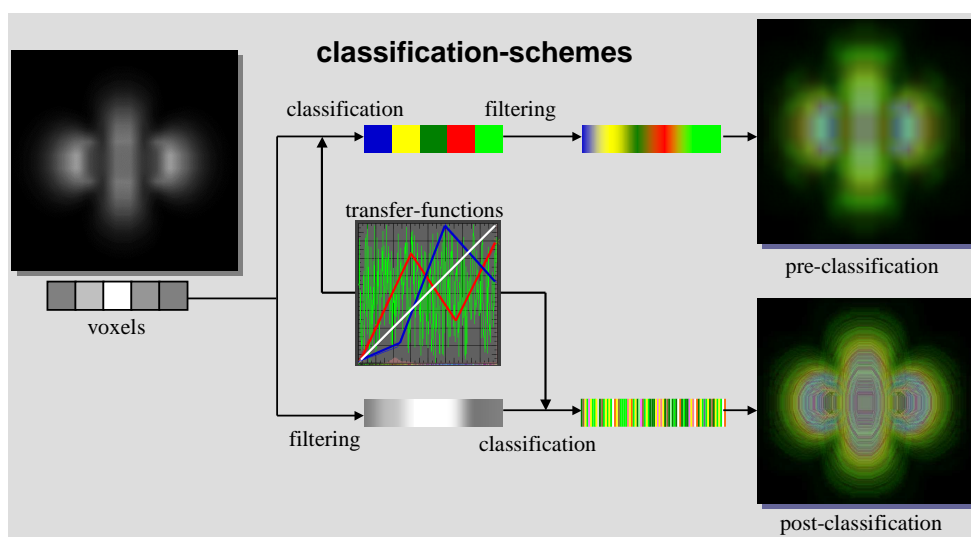 classification-schemes
classification
filtering
transfer-functions
pre-classification
voxels
filtering
classification
post-classification